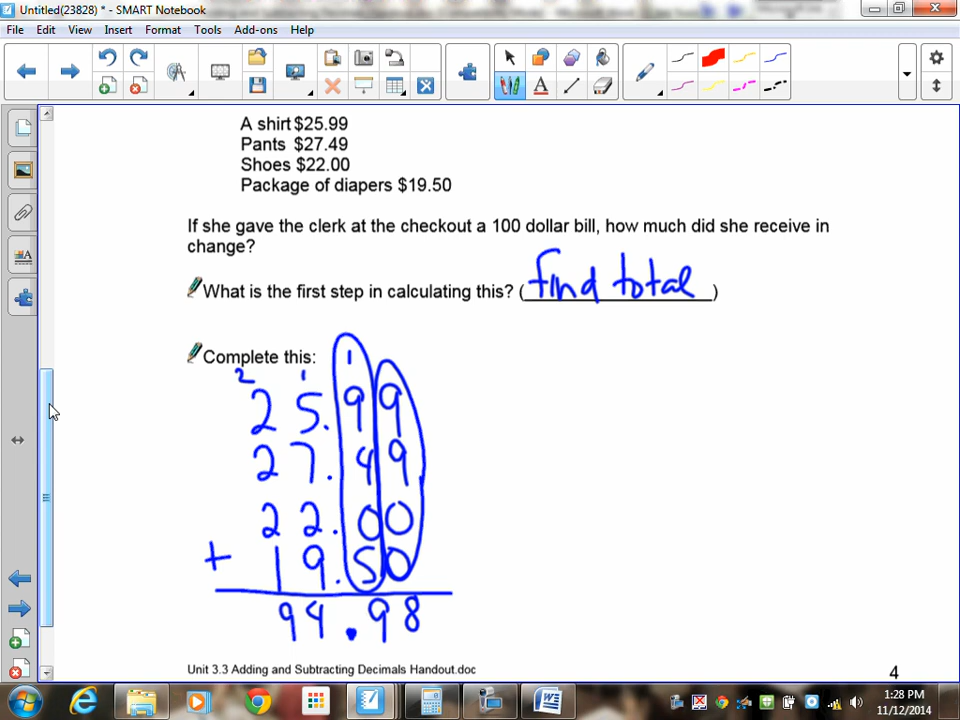 Untitled(23828) * - SMART Notebook
File Edit View Insert Format Tools Add-ons Help
A shirt $25.99
Pants $27.49
Shoes $22.00
Package of diapers $19.50
If she gave the clerk at the checkout a 100 dollar bill, how much did she receive in
change?
What is the first step in calculating this? (find total)
Complete this:
2 1 1
25.99
27.49
22.00
+ 19.50
94.98
Unit 3.3 Adding and Subtracting Decimals Handout.doc
4
1:28 PM
11/12/2014